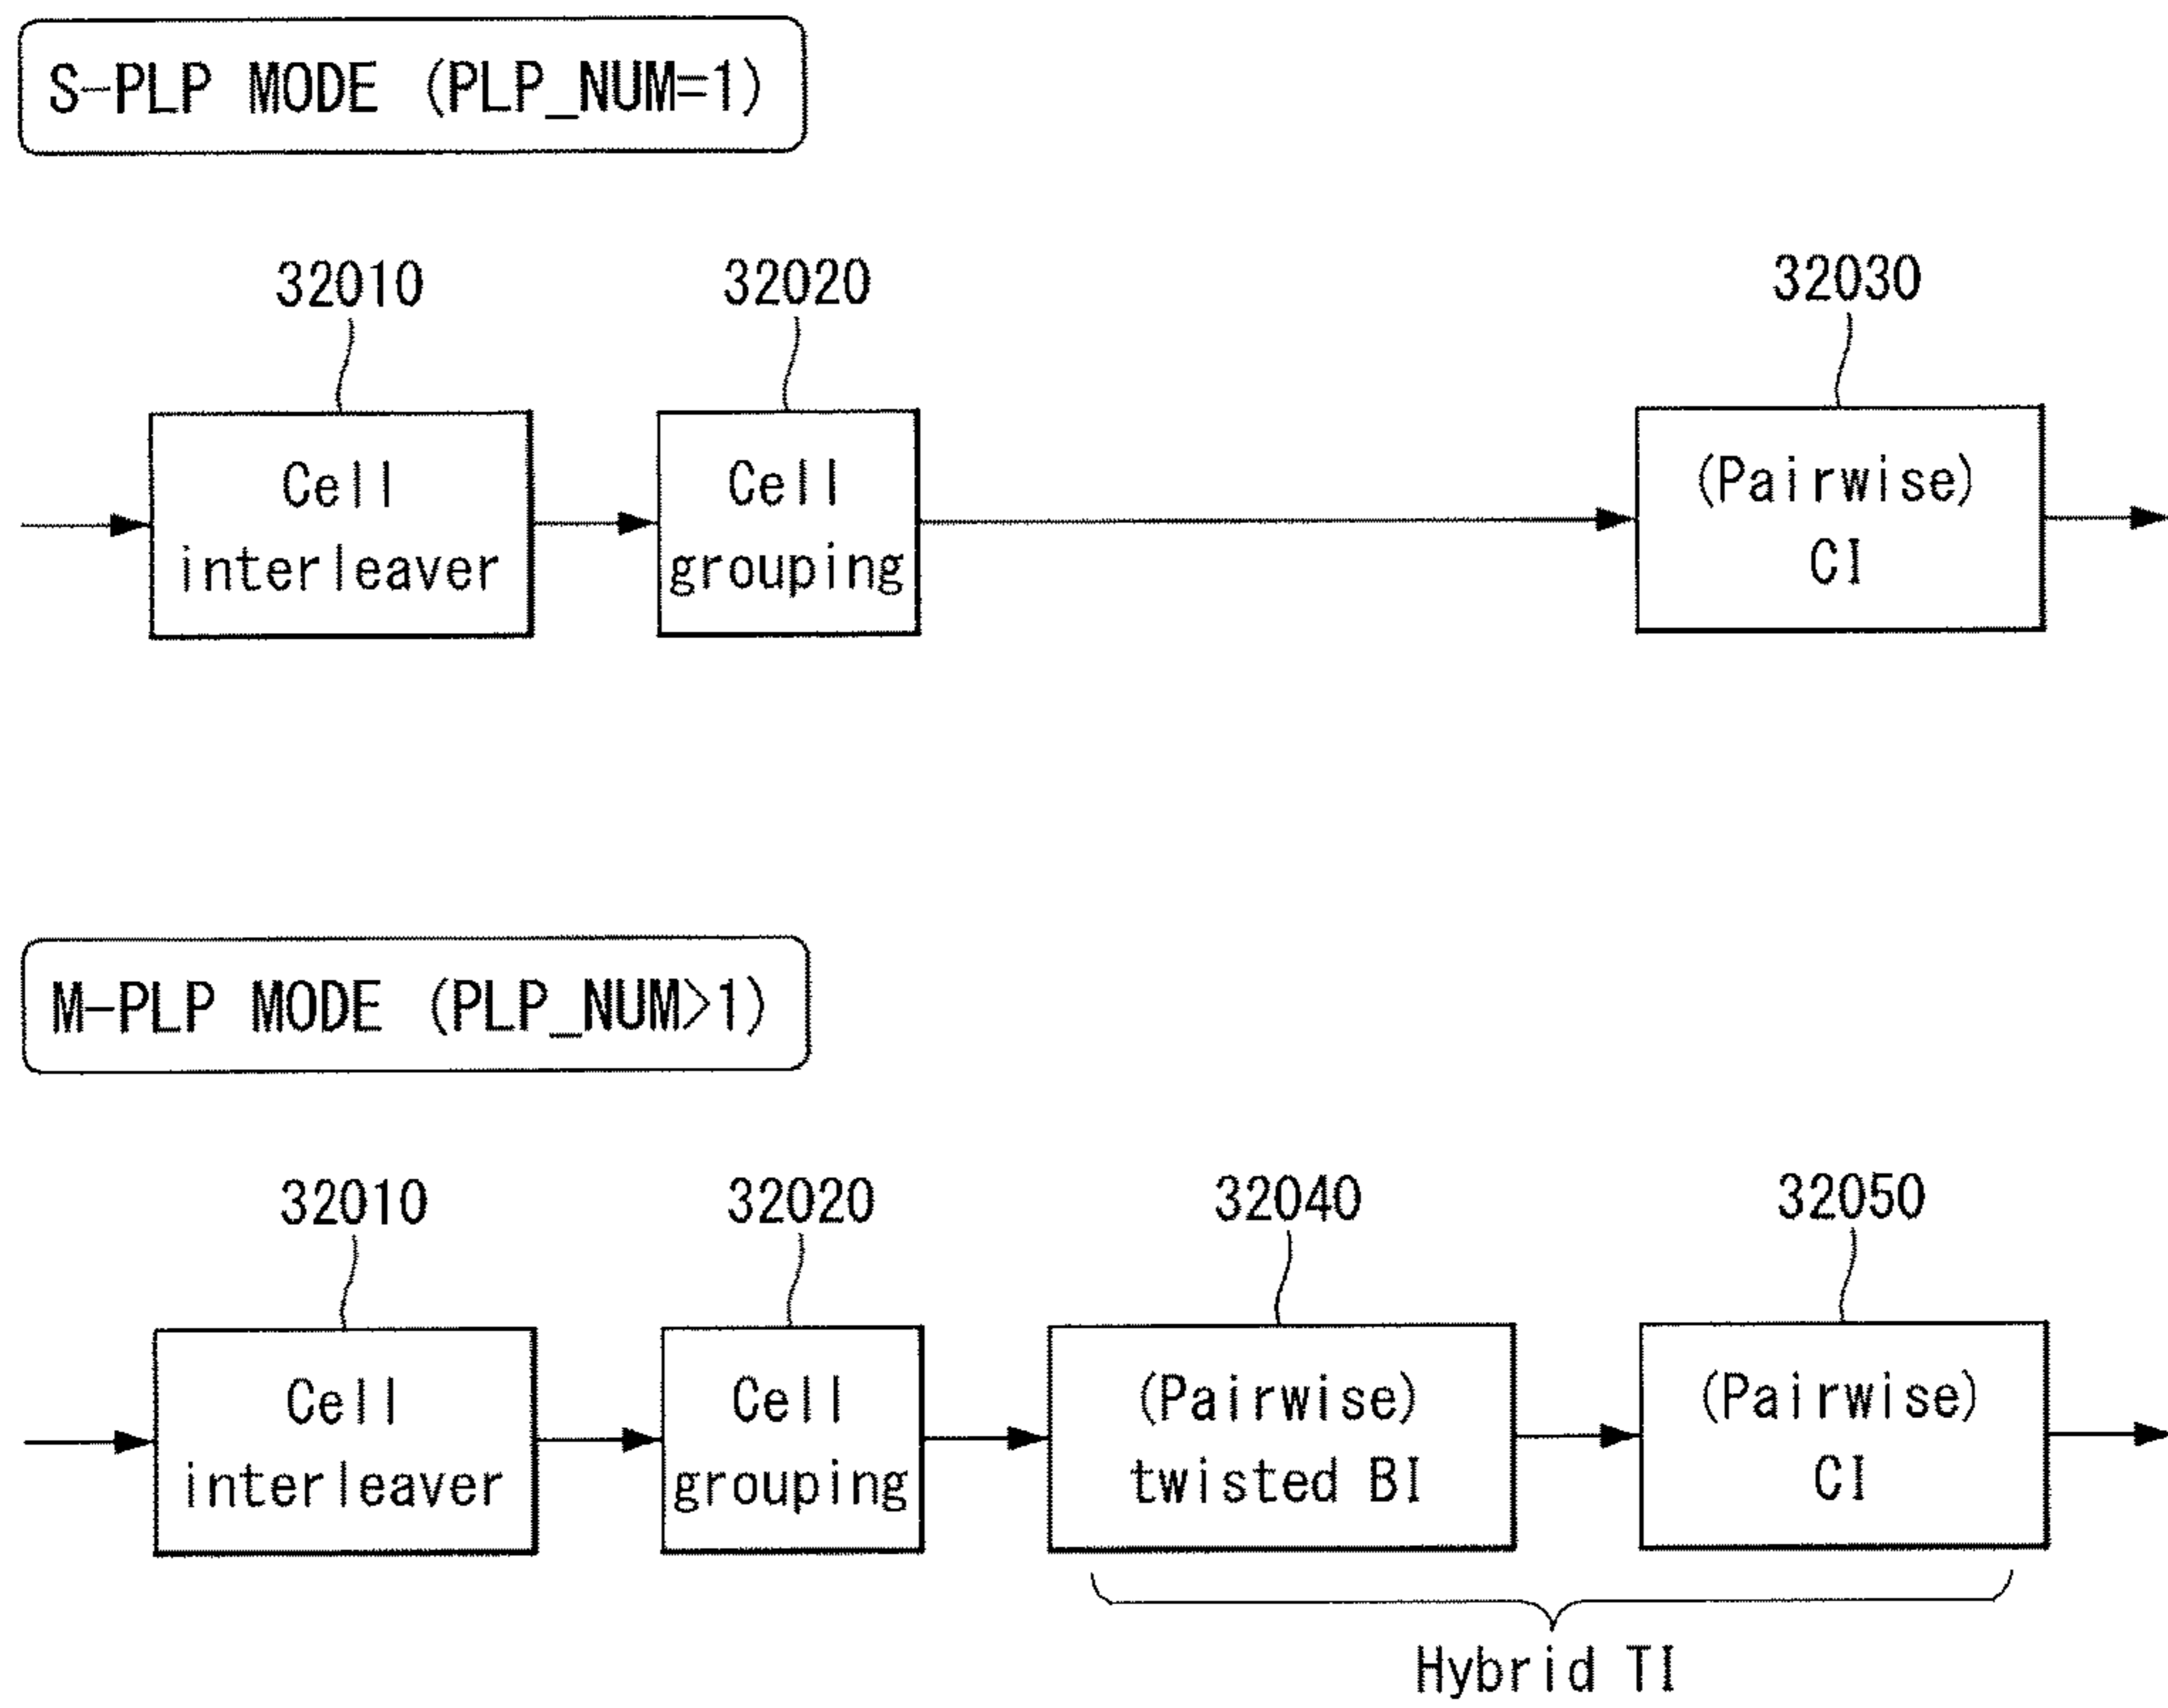 S-PLP MODE (PLP_NUM=1)
32010
32020
32030
Cell
interleaver
Cell
grouping
(Pairwise)
CI
M-PLP MODE (PLP_NUM>1)
32010
32020
32040
32050
Cell
interleaver
Cell
grouping
(Pairwise)
twisted BI
(Pairwise)
CI
Hybrid TI